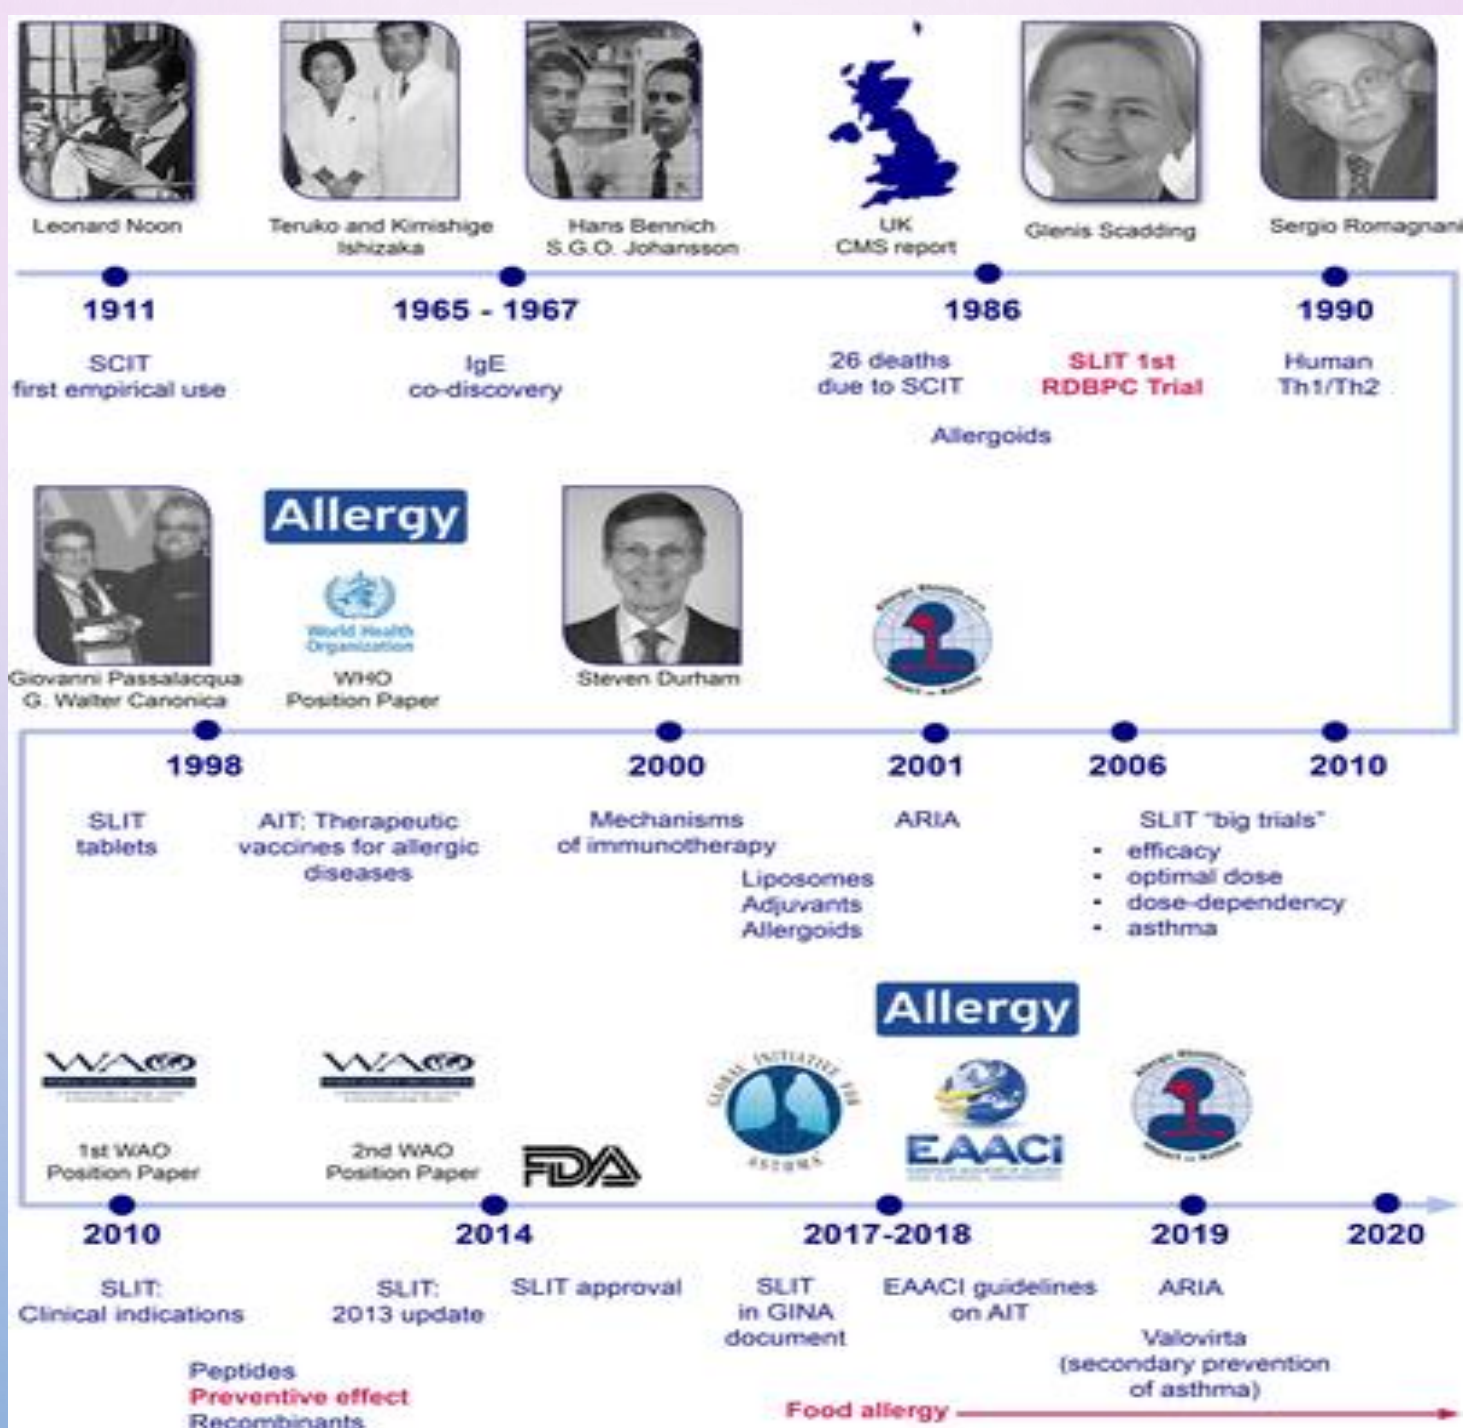 Leonard Noon
Teruko and Kimishige
Ishizaka
Hans Bennich
S.G.O. Johansson
UK
CMS report
Glenis Scadding
Sergio Romagnani
1911
1965 - 1967
1986
1990
SCIT
first empirical use
IgE
co-discovery
26 deaths
due to SCIT
SLIT 1st
RDBPC Trial
Human
Th1/Th2
Allergoids
Allergy
World Health
Organization
Giovanni Passalacqua
G. Walter Canonica
WHO
Position Paper
Steven Durham
1998
2000
2001
2006
2010
SLIT
tablets
AIT: Therapeutic
vaccines for allergic
diseases
Mechanisms
of immunotherapy
Liposomes
Adjuvants
Allergoids
ARIA
SLIT “big trials”
• efficacy
• optimal dose
• dose-dependency
• asthma
WAO
1st WAO
Position Paper
WAO
2nd WAO
Position Paper
FDA
GLOBAL INITIATIVE FOR
ASTHMA
Allergy
EAACI
2010
2014
2017-2018
2019
2020
SLIT:
Clinical indications
SLIT:
2013 update
SLIT approval
SLIT
in GINA
document
EAACI guidelines
on AIT
ARIA
Valovirta
(secondary prevention
of asthma)
Peptides
Preventive effect
Recombinants
Food allergy